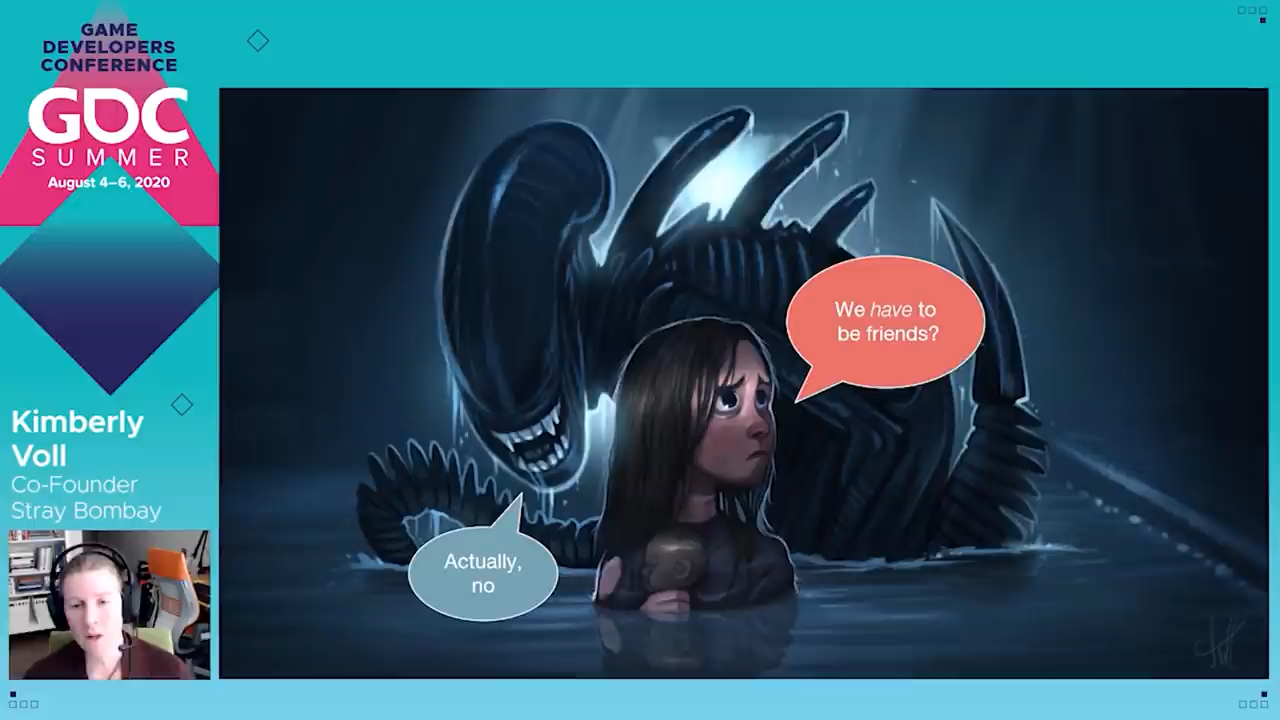 GAME
DEVELOPERS
CONFERENCE
GDC
SUMMER
August 4–6, 2020
Kimberly
Voll
Co-Founder
Stray Bombay
We have to
be friends?
Actually,
no